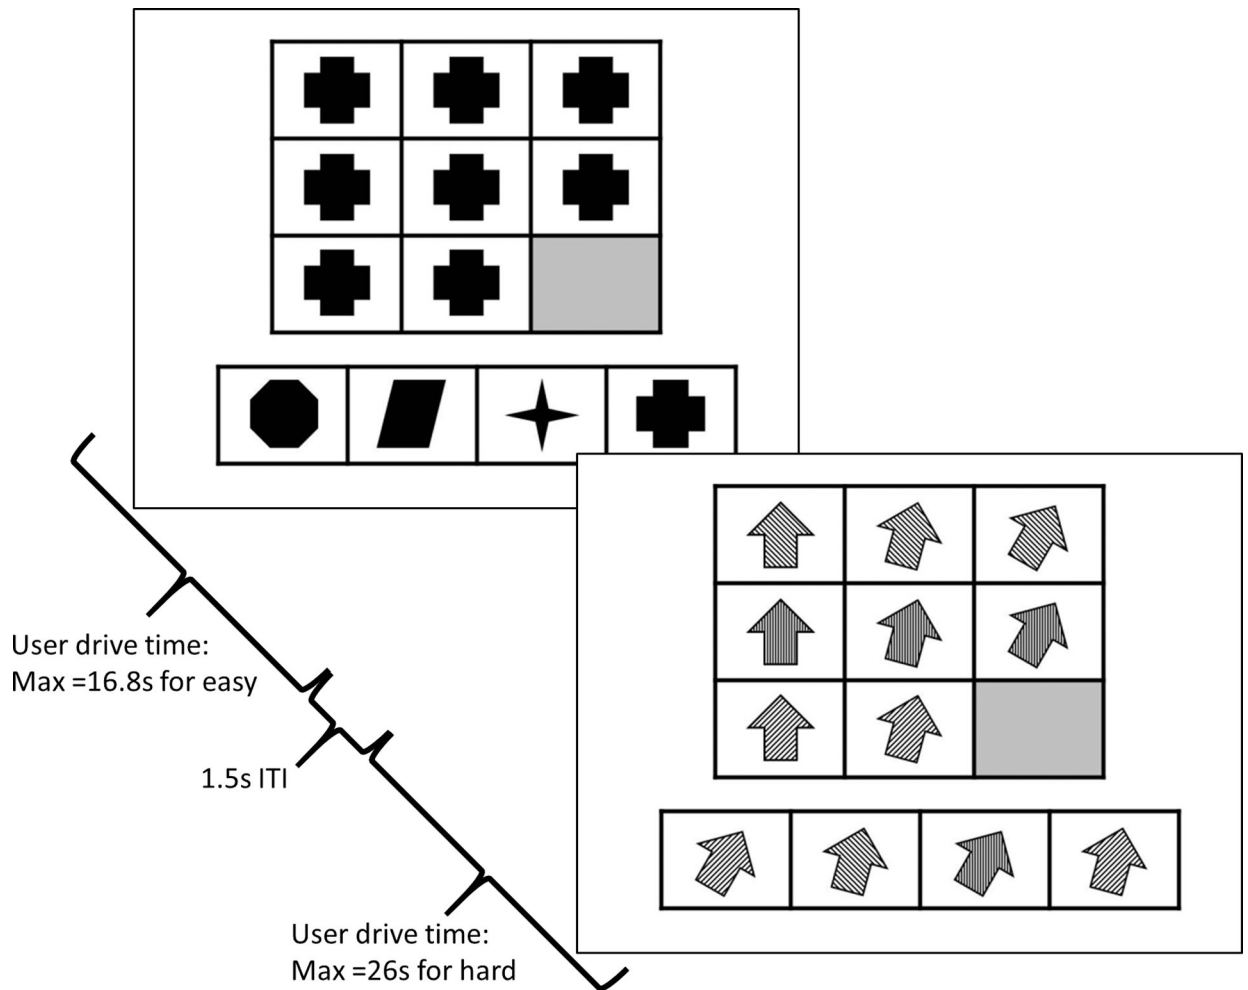 User drive time:
Max =16.8s for easy
1.5s ITI
User drive time:
Max =26s for hard